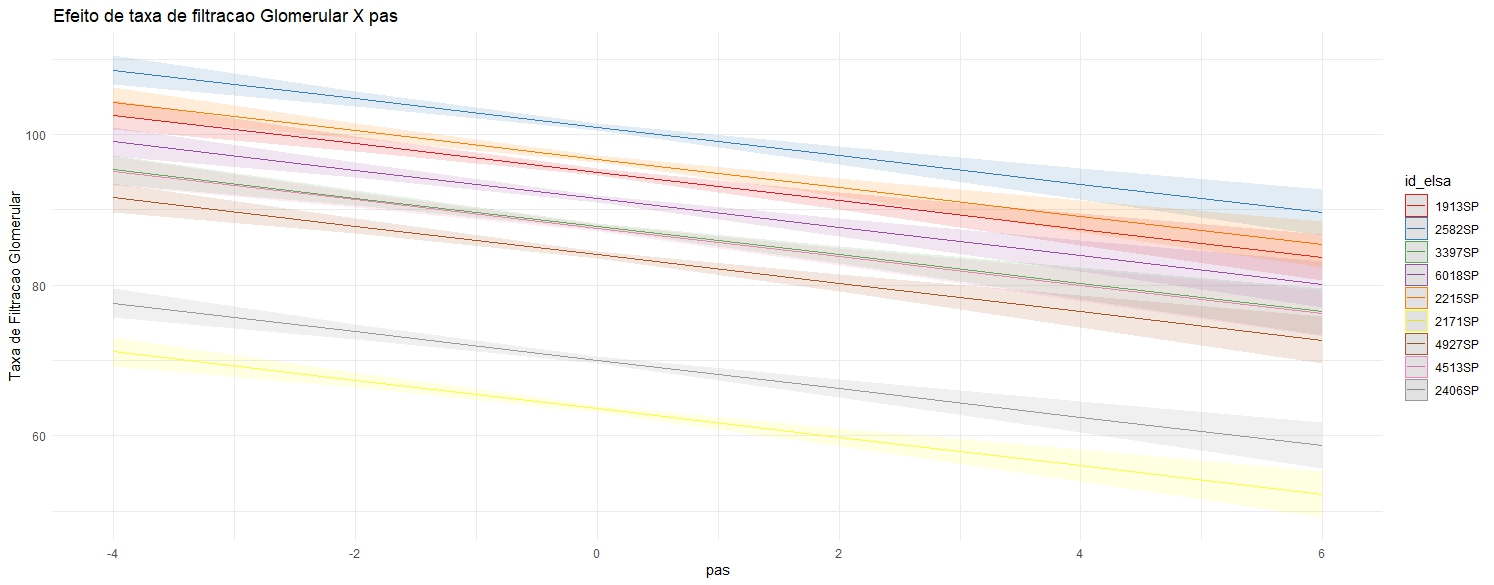 Efeito de taxa de filtracao Glomerular X pas
Taxa de Filtracao Glomerular
100
80
60
-4
-2
0
2
4
6
pas
id_elsa
1913SP
2582SP
3397SP
6018SP
2215SP
2171SP
4927SP
4513SP
2406SP